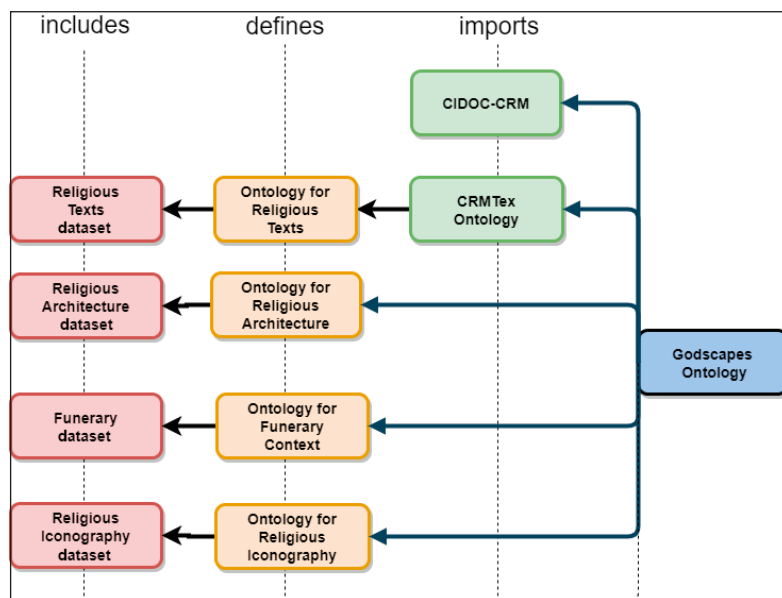 includes
defines
imports
CIDOC-CRM
Religious
Texts
dataset
Ontology for
Religious
Texts
CRMTex
Ontology
Religious
Architecture
dataset
Ontology for
Religious
Architecture
Godscapes
Ontology
Funerary
dataset
Ontology for
Funerary
Context
Religious
Iconography
dataset
Ontology for
Religious
Iconography